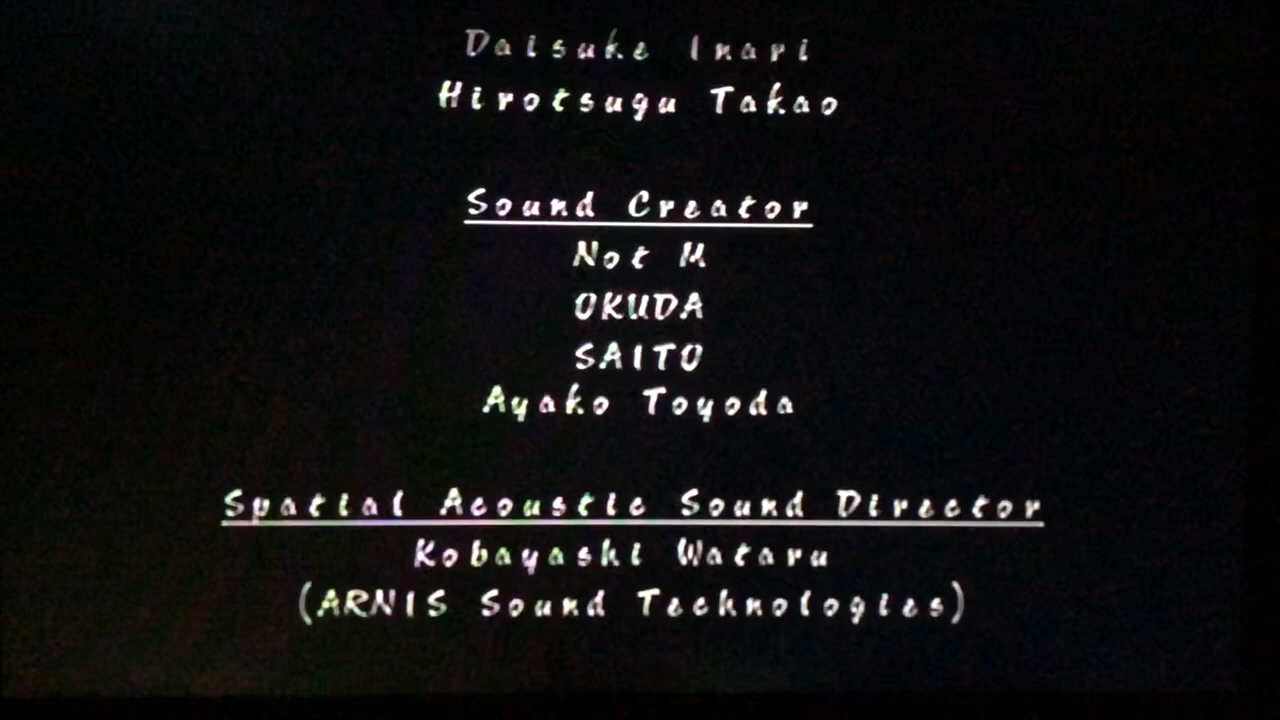 Daisuke Inari
Hirotsugu Takao
Sound Creator
Not M
OKUDA
SAITO
Ayako Toyoda
Spatial Acoustic Sound Director
Kobayashi Wataru
(ARNIS Sound Technologies)